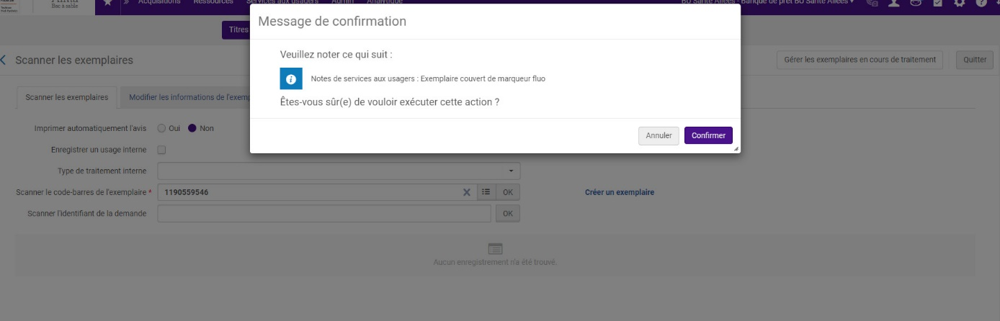 Acquisitions Ressources Services aux usagers Admin Analytique BU Santé Allées - Banque de prêt BU Santé Allées
Bac à sable
Titres
Message de confirmation
Veuillez noter ce qui suit :
Notes de services aux usagers : Exemplaire couvert de marqueur fluo
Êtes-vous sûr(e) de vouloir exécuter cette action ?
Annuler Confirmer
Scanner les exemplaires
Gérer les exemplaires en cours de traitement Quitter
Scanner les exemplaires Modifier les informations de l'exemp
Imprimer automatiquement l'avis Oui Non
Enregistrer un usage interne
Type de traitement interne
Scanner le code-barres de l'exemplaire * 1190559546 OK Créer un exemplaire
Scanner l'identifiant de la demande OK
Aucun enregistrement n'a été trouvé.